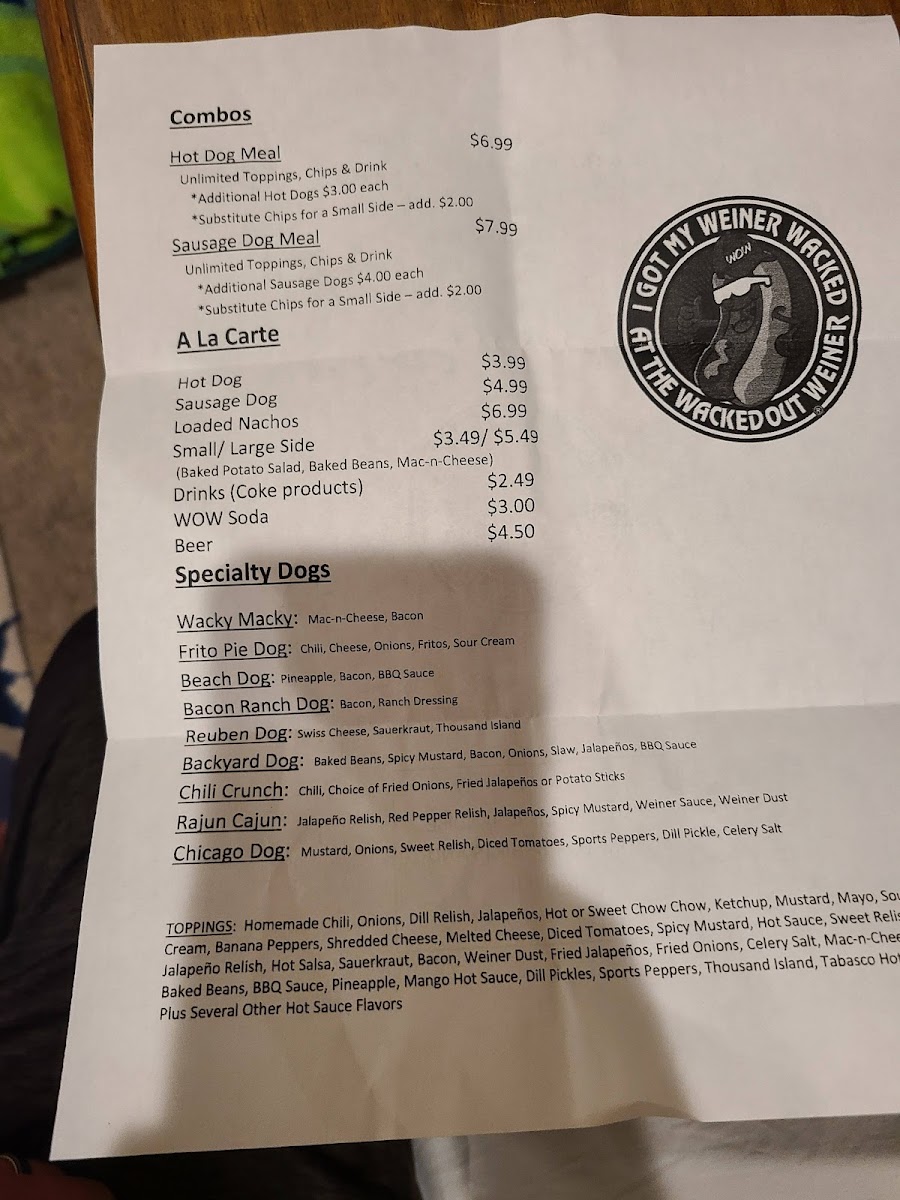 Combos
Hot Dog Meal $6.99
Unlimited Toppings, Chips & Drink
*Additional Hot Dogs $3.00 each
*Substitute Chips for a Small Side – add. $2.00
Sausage Dog Meal $7.99
Unlimited Toppings, Chips & Drink
*Additional Sausage Dogs $4.00 each
*Substitute Chips for a Small Side – add. $2.00
A La Carte
Hot Dog $3.99
Sausage Dog $4.99
Loaded Nachos $6.99
Small/ Large Side $3.49/ $5.49
(Baked Potato Salad, Baked Beans, Mac-n-Cheese)
Drinks (Coke products) $2.49
WOW Soda $3.00
Beer $4.50
I GOT MY WEINER WACKED
WOW
AT THE WACKEDOUT WEINER ®
Specialty Dogs
Wacky Macky: Mac-n-Cheese, Bacon
Frito Pie Dog: Chili, Cheese, Onions, Fritos, Sour Cream
Beach Dog: Pineapple, Bacon, BBQ Sauce
Bacon Ranch Dog: Bacon, Ranch Dressing
Reuben Dog: Swiss Cheese, Sauerkraut, Thousand Island
Backyard Dog: Baked Beans, Spicy Mustard, Bacon, Onions, Slaw, Jalapeños, BBQ Sauce
Chili Crunch: Chili, Choice of Fried Onions, Fried Jalapeños or Potato Sticks
Rajun Cajun: Jalapeño Relish, Red Pepper Relish, Jalapeños, Spicy Mustard, Weiner Sauce, Weiner Dust
Chicago Dog: Mustard, Onions, Sweet Relish, Diced Tomatoes, Sports Peppers, Dill Pickle, Celery Salt
TOPPINGS: Homemade Chili, Onions, Dill Relish, Jalapeños, Hot or Sweet Chow Chow, Ketchup, Mustard, Mayo,
Cream, Banana Peppers, Shredded Cheese, Melted Cheese, Diced Tomatoes, Spicy Mustard, Hot Sauce, Sweet
Jalapeño Relish, Hot Salsa, Sauerkraut, Bacon, Weiner Dust, Fried Jalapeños, Fried Onions, Celery Salt,
Baked Beans, BBQ Sauce, Pineapple, Mango Hot Sauce, Dill Pickles, Sports Peppers, Thousand Island, Tabasco
Plus Several Other Hot Sauce Flavors